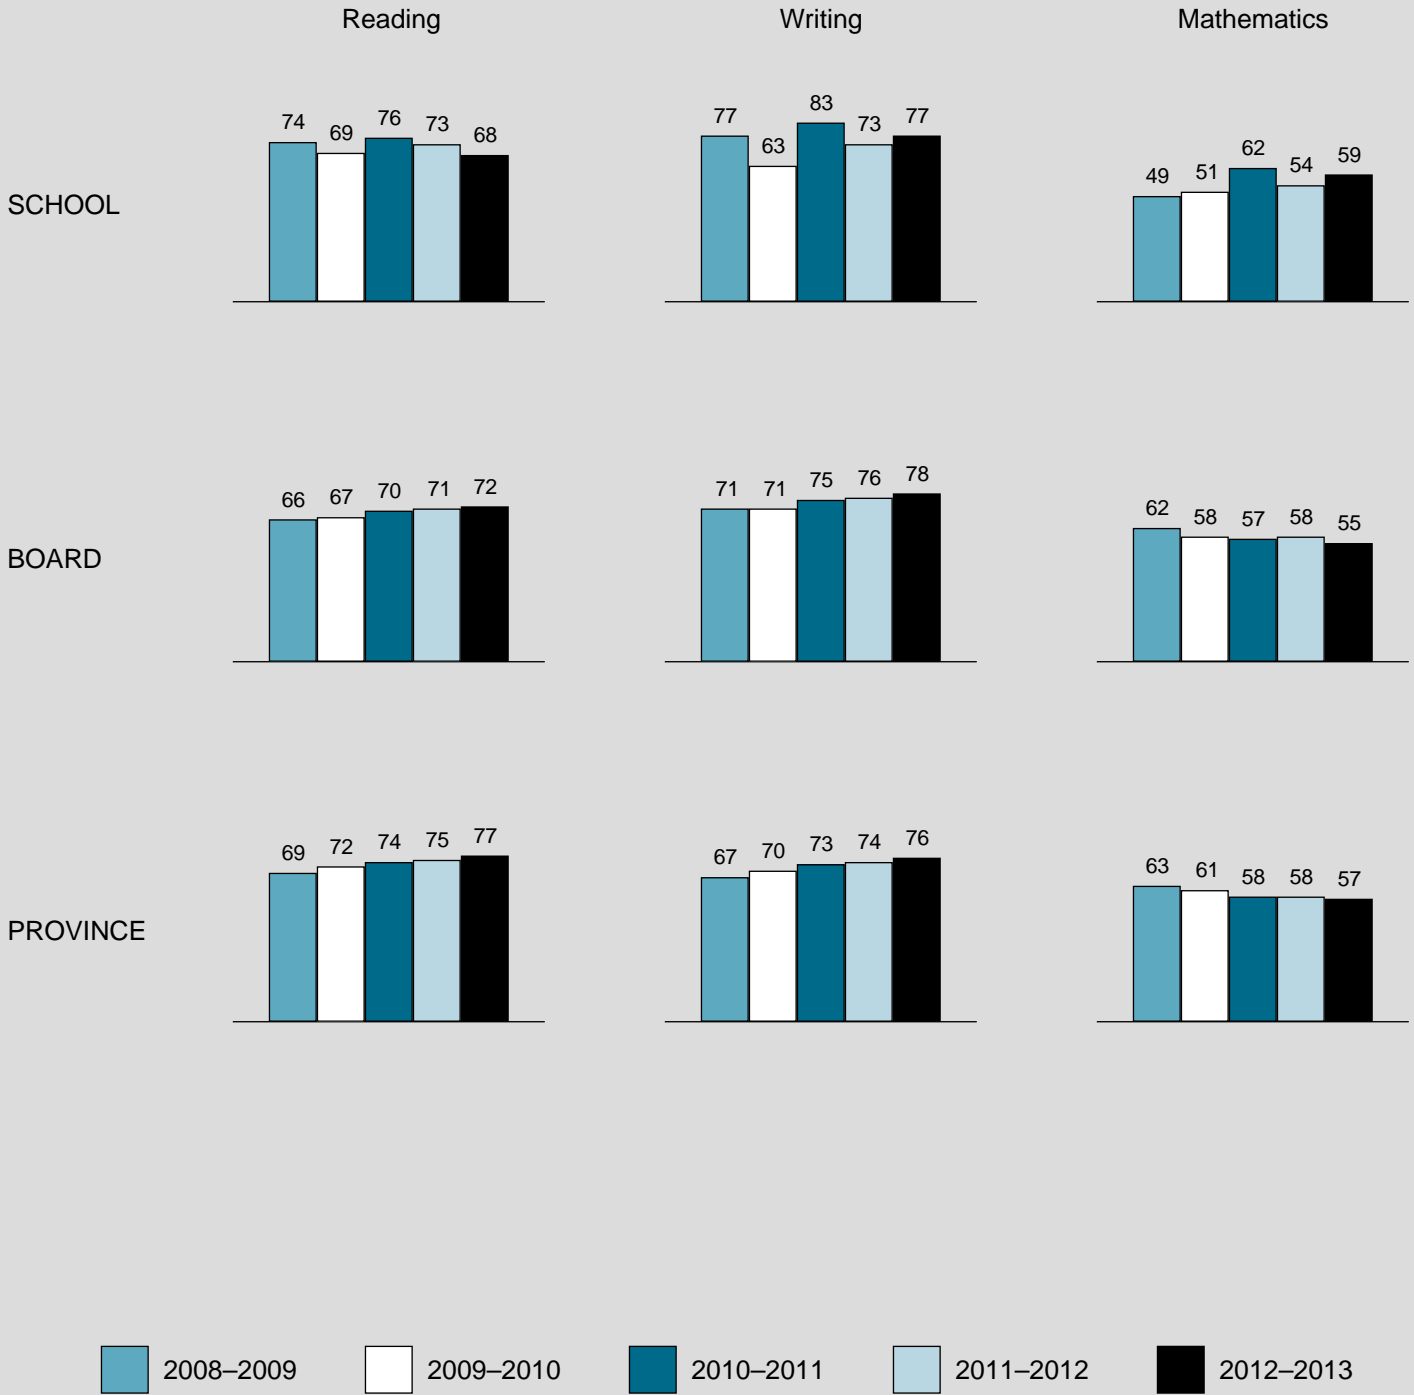 Reading Writing Mathematics
SCHOOL
74 69 76 73 68
77 63 83 73 77
49 51 62 54 59
BOARD
66 67 70 71 72
71 71 75 76 78
62 58 57 58 55
PROVINCE
69 72 74 75 77
67 70 73 74 76
63 61 58 58 57
2008–2009 2009–2010 2010–2011 2011–2012 2012–2013